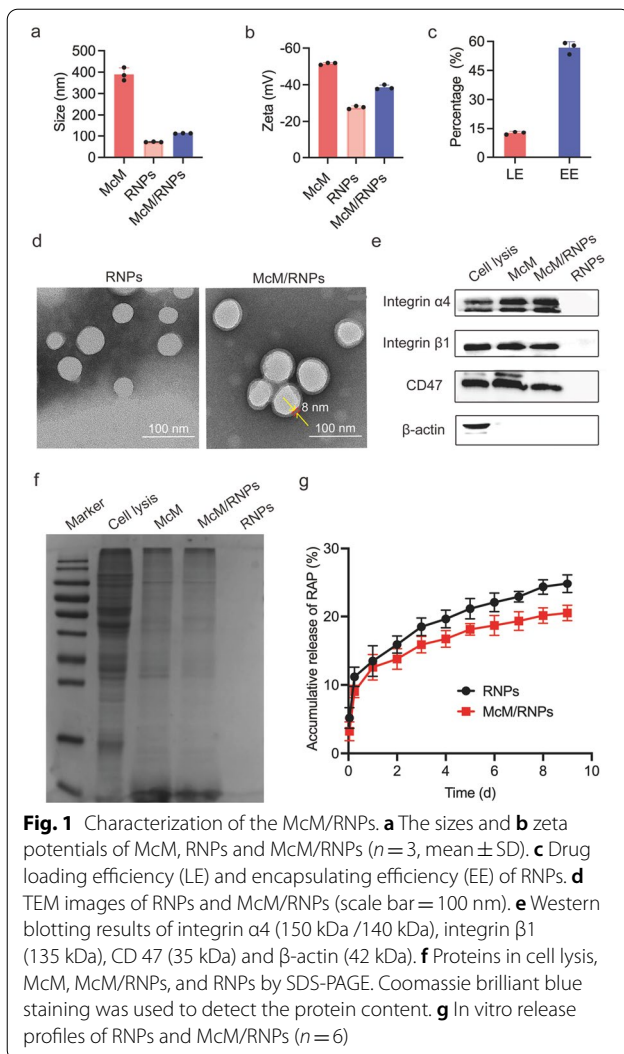 a
b
c
400
300
200
100
0
Size (nm)
McM
RNPs
McM/RNPs
-60
-40
-20
0
Zeta (mV)
McM
RNPs
McM/RNPs
60
45
30
15
0
Percentage (%)
LE
EE
d
RNPs
McM/RNPs
100 nm
8 nm
100 nm
e
Cell lysis
McM
McM/RNPs
RNPs
Integrin α4
Integrin β1
CD47
β-actin
f
Marker
Cell lysis
McM
McM/RNPs
RNPs
g
30
20
10
0
Accumulative release of RAP (%)
RNPs
McM/RNPs
0 2 4 6 8 10
Time (d)
Fig. 1 Characterization of the McM/RNPs. a The sizes and b zeta
potentials of McM, RNPs and McM/RNPs (n = 3, mean ± SD). c Drug
loading efficiency (LE) and encapsulating efficiency (EE) of RNPs. d
TEM images of RNPs and McM/RNPs (scale bar = 100 nm). e Western
blotting results of integrin α4 (150 kDa /140 kDa), integrin β1
(135 kDa), CD 47 (35 kDa) and β-actin (42 kDa). f Proteins in cell lysis,
McM, McM/RNPs, and RNPs by SDS-PAGE. Coomassie brilliant blue
staining was used to detect the protein content. g In vitro release
profiles of RNPs and McM/RNPs (n = 6)